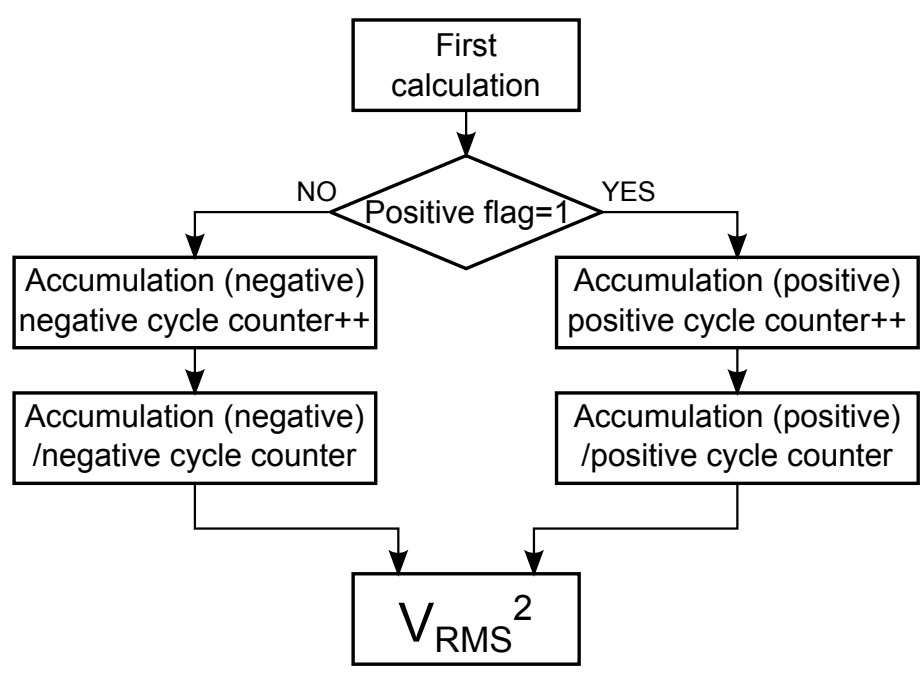 First
calculation
Positive flag=1
NO
YES
Accumulation (negative)
negative cycle counter++
Accumulation (positive)
positive cycle counter++
Accumulation (negative)
/negative cycle counter
Accumulation (positive)
/positive cycle counter
V_RMS²